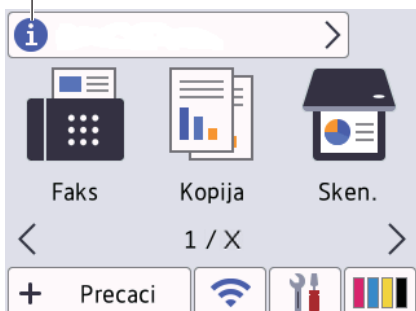 i
Faks Kopija Sken.
1 / X
+ Precaci